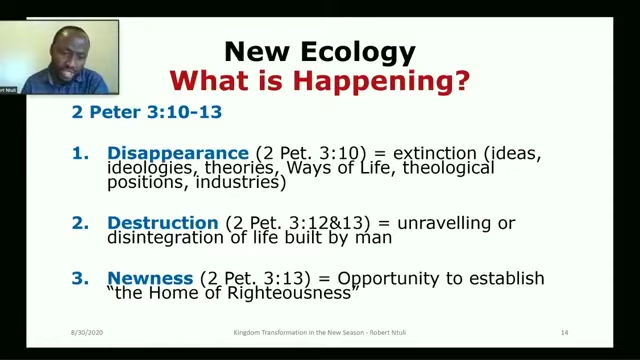 New Ecology
What is Happening?
2 Peter 3:10-13
1. Disappearance (2 Pet. 3:10) = extinction (ideas,
ideologies, theories, Ways of Life, theological
positions, industries)
2. Destruction (2 Pet. 3:12&13) = unravelling or
disintegration of life built by man
3. Newness (2 Pet. 3:13) = Opportunity to establish
"the Home of Righteousness"
8/30/2020 Kingdom Transformation in the New Season - Robert Ntuli 14